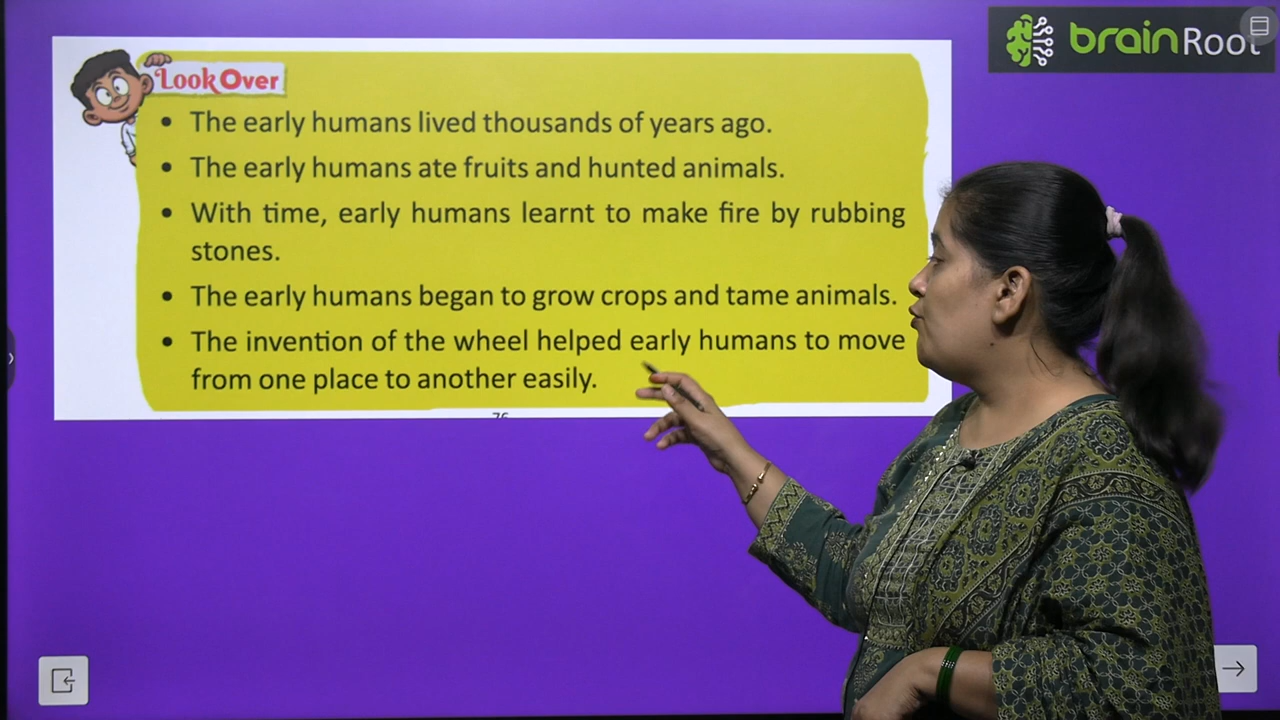 brainRoot
Look Over
• The early humans lived thousands of years ago.
• The early humans ate fruits and hunted animals.
• With time, early humans learnt to make fire by rubbing
stones.
• The early humans began to grow crops and tame animals.
• The invention of the wheel helped early humans to move
from one place to another easily.
76